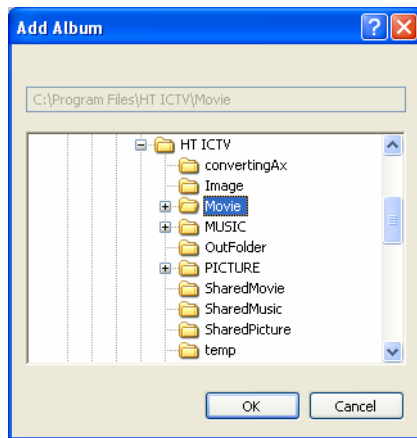 Add Album
C:\Program Files\HT ICTV\Movie
HT ICTV
convertingAx
Image
Movie
MUSIC
OutFolder
PICTURE
SharedMovie
SharedMusic
SharedPicture
temp
OK Cancel